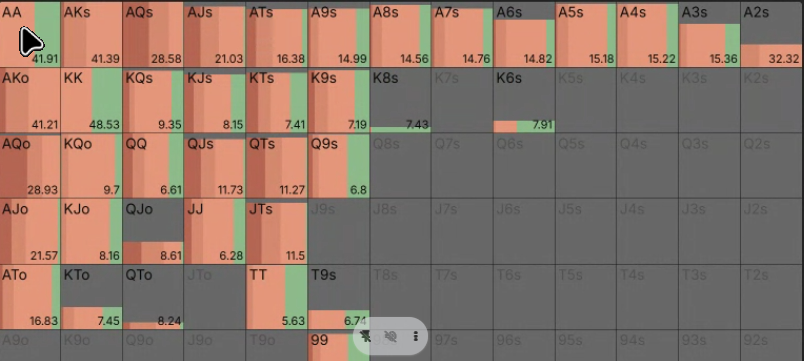 AA AKs AQs AJs ATs A9s A8s A7s A6s A5s A4s A3s A2s
41.91 41.39 28.58 21.03 16.38 14.99 14.56 14.76 14.82 15.18 15.22 15.36 32.32
AKo KK KQs KJs KTs K9s K8s K7s K6s K5s K4s K3s K2s
41.21 48.53 9.35 8.15 7.41 7.19 7.43 7.91
AQo KQo QQ QJs QTs Q9s Q8s Q7s Q6s Q5s Q4s Q3s Q2s
28.93 9.7 6.61 11.73 11.27 6.8
AJo KJo QJo JJ JTs J9s J8s J7s J6s J5s J4s J3s J2s
21.57 8.16 8.61 6.28 11.5
ATo KTo QTo JTo TT T9s T8s T7s T6s T5s T4s T3s T2s
16.83 7.45 8.24 5.63 6.74
A9o K9o Q9o J9o T9o 99 97s 96s 95s 94s 93s 92s